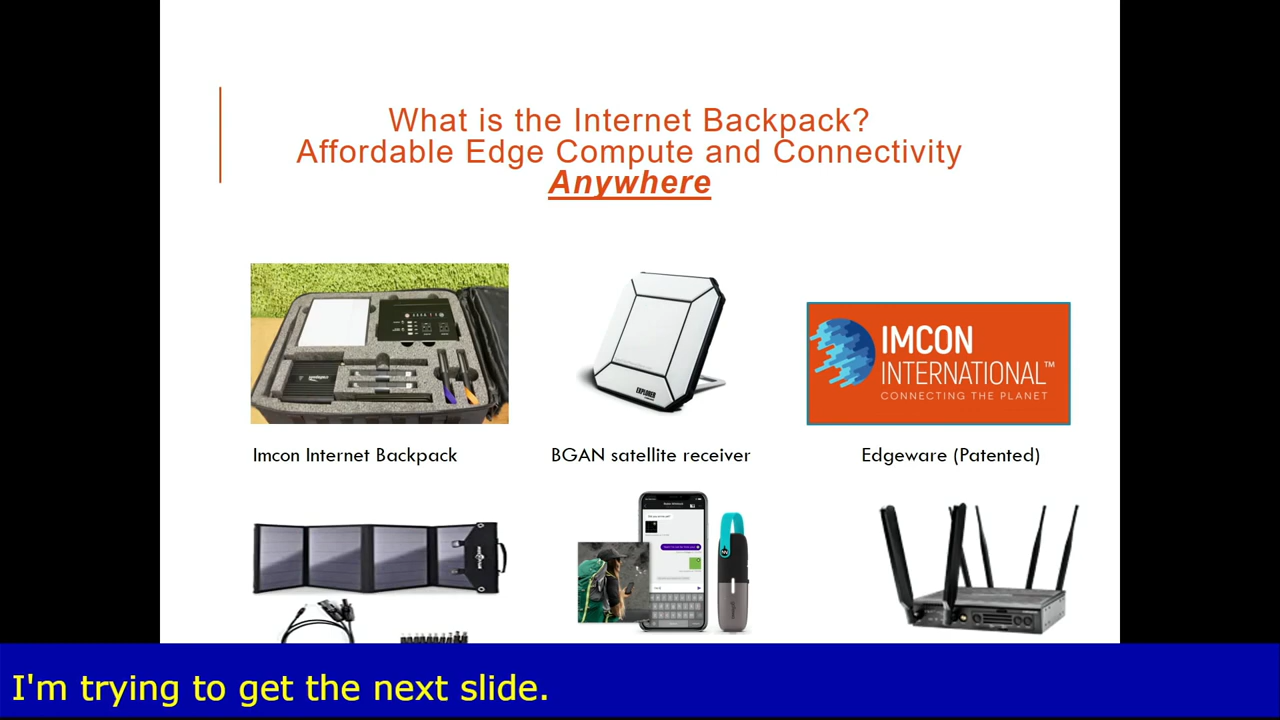 What is the Internet Backpack?
Affordable Edge Compute and Connectivity
Anywhere
EXPLORER
IMCON
INTERNATIONAL™
CONNECTING THE PLANET
Imcon Internet Backpack
BGAN satellite receiver
Edgeware (Patented)
I'm trying to get the next slide.